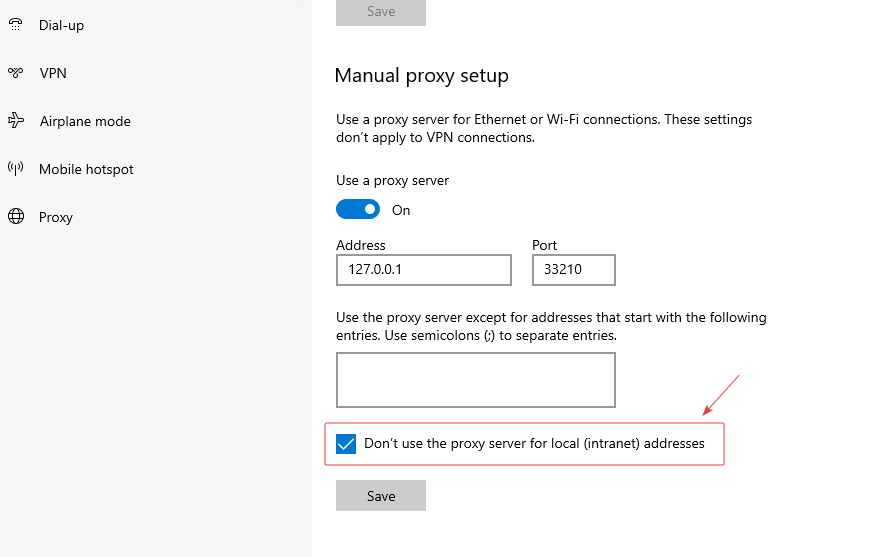 Dial-up
VPN
Airplane mode
Mobile hotspot
Proxy
Save
Manual proxy setup
Use a proxy server for Ethernet or Wi-Fi connections. These settings
don't apply to VPN connections.
Use a proxy server
On
Address
Port
127.0.0.1
33210
Use the proxy server except for addresses that start with the following
entries. Use semicolons (;) to separate entries.
Don't use the proxy server for local (intranet) addresses
Save